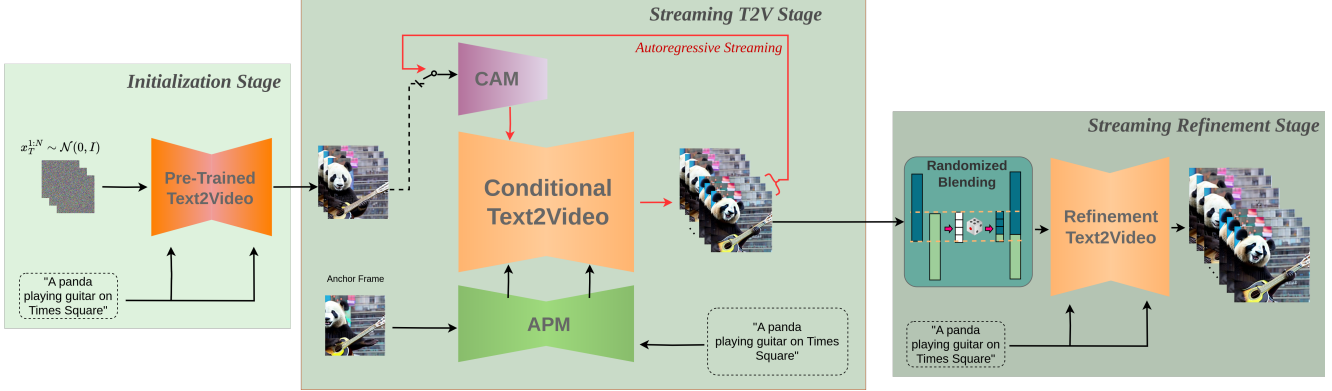 Initialization Stage
x_T^{1:N} ∼ 𝒩(0, I)
Pre-Trained
Text2Video
"A panda
playing guitar on
Times Square"
Streaming T2V Stage
Autoregressive Streaming
CAM
Conditional
Text2Video
Anchor Frame
APM
"A panda
playing guitar on Times
Square"
Streaming Refinement Stage
Randomized
Blending
Refinement
Text2Video
"A panda
playing guitar on
Times Square"